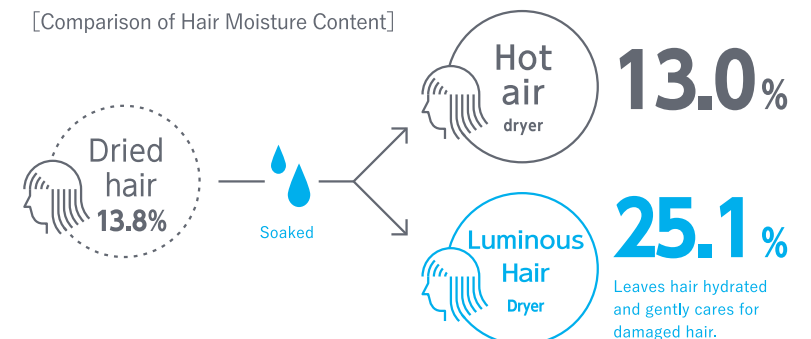 [Comparison of Hair Moisture Content]
Dried
hair
13.8%
Soaked
Hot
air
dryer
13.0%
Luminous
Hair
Dryer
25.1%
Leaves hair hydrated
and gently cares for
damaged hair.